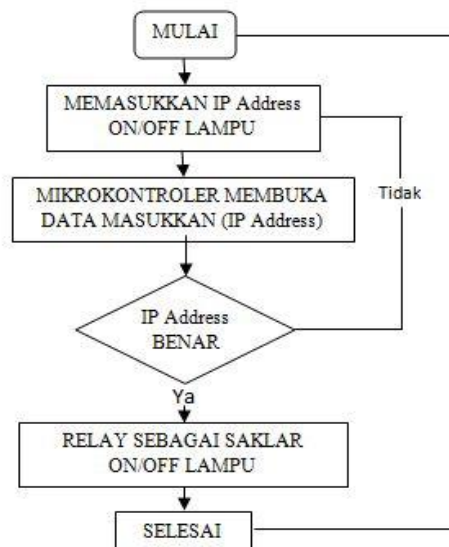 MULAI
MEMASUKKAN IP Address
ON/OFF LAMPU
MIKROKONTROLER MEMBUKA
DATA MASUKKAN (IP Address)
Tidak
IP Address
BENAR
Ya
RELAY SEBAGAI SAKLAR
ON/OFF LAMPU
SELESAI